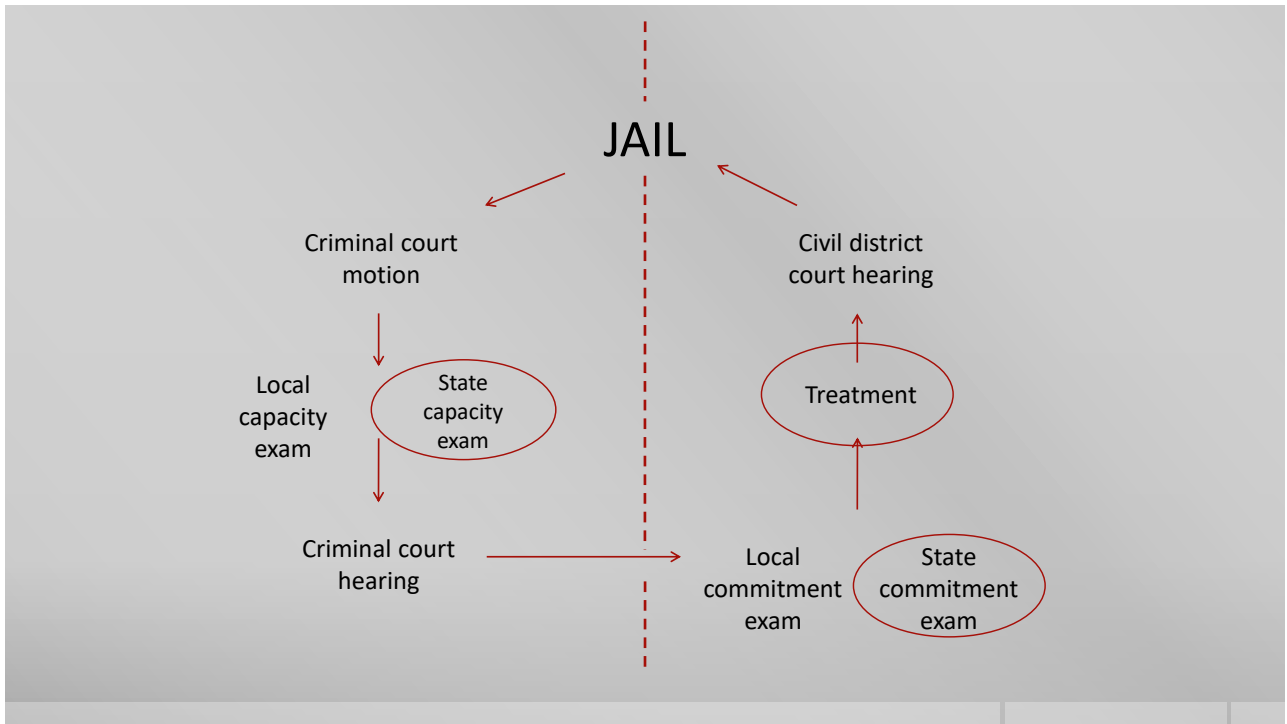 JAIL
Criminal court
motion
Local
capacity
exam
State
capacity
exam
Criminal court
hearing
Local
commitment
exam
State
commitment
exam
Treatment
Civil district
court hearing